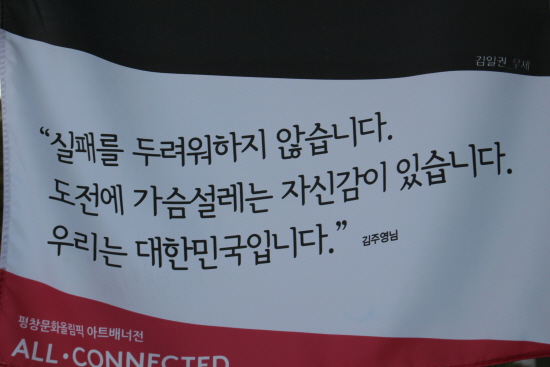 김일권 무제
“실패를 두려워하지 않습니다.
도전에 가슴설레는 자신감이 있습니다.
우리는 대한민국입니다.” 김주영님
평창문화올림픽 아트배너전
ALL·CONNECTED